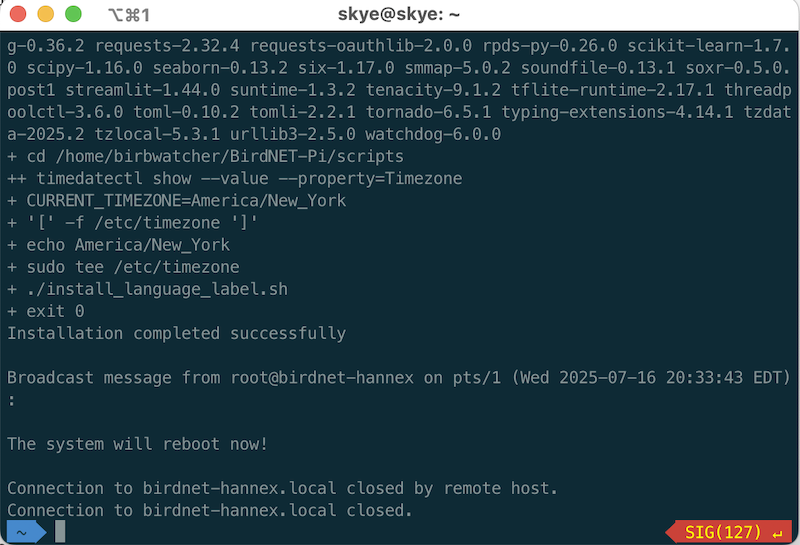 ⌥⌘1
skye@skye: ~
g-0.36.2 requests-2.32.4 requests-oauthlib-2.0.0 rpds-py-0.26.0 scikit-learn-1.7.
0 scipy-1.16.0 seaborn-0.13.2 six-1.17.0 smmap-5.0.2 soundfile-0.13.1 soxr-0.5.0.
post1 streamlit-1.44.0 suntime-1.3.2 tenacity-9.1.2 tflite-runtime-2.17.1 threadp
oolctl-3.6.0 toml-0.10.2 tomli-2.2.1 tornado-6.5.1 typing-extensions-4.14.1 tzdat
a-2025.2 tzlocal-5.3.1 urllib3-2.5.0 watchdog-6.0.0
+ cd /home/birbwatcher/BirdNET-Pi/scripts
++ timedatectl show --value --property=Timezone
+ CURRENT_TIMEZONE=America/New_York
+ '[' -f /etc/timezone ']'
+ echo America/New_York
+ sudo tee /etc/timezone
+ ./install_language_label.sh
+ exit 0
Installation completed successfully
Broadcast message from root@birdnet-hannex on pts/1 (Wed 2025-07-16 20:33:43 EDT)
:
The system will reboot now!
Connection to birdnet-hannex.local closed by remote host.
Connection to birdnet-hannex.local closed.
~ SIG(127) ↵